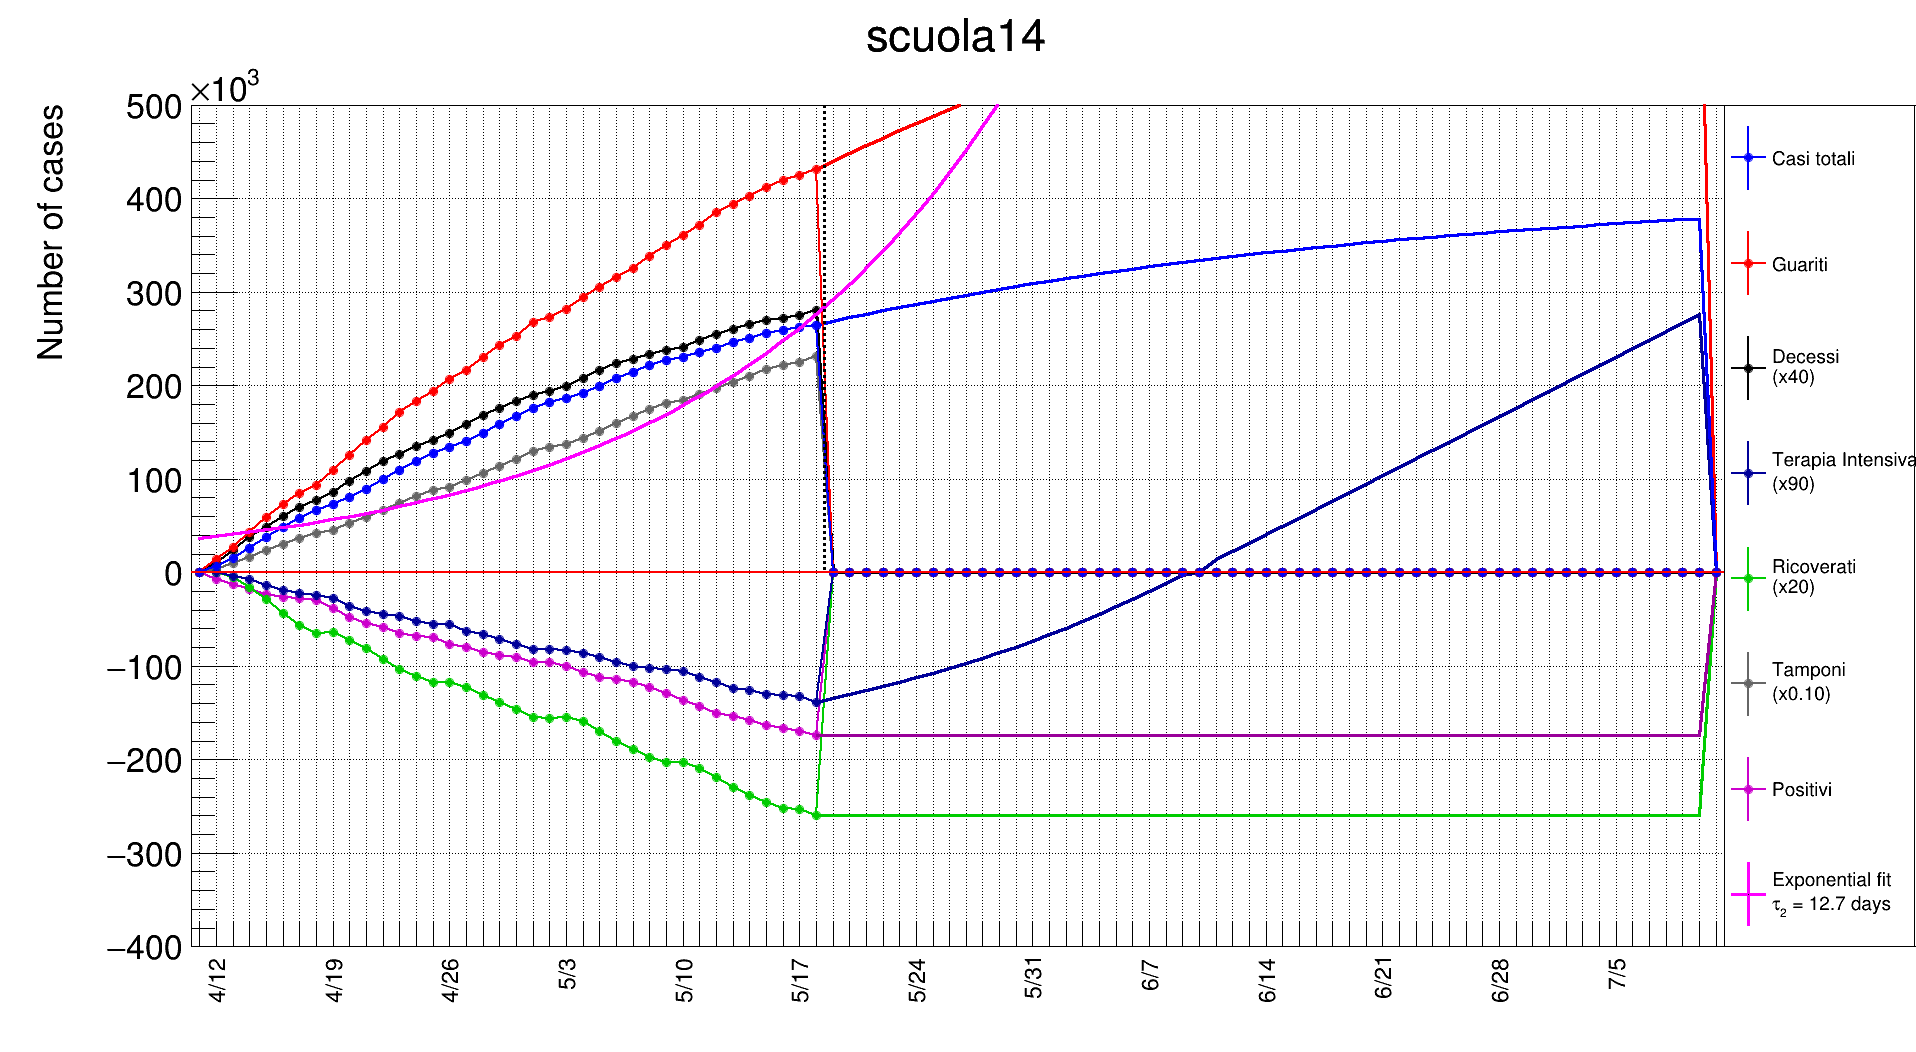 scuola14
×10³
Number of cases
500
400
300
200
100
0
−100
−200
−300
−400
4/12
4/19
4/26
5/3
5/10
5/17
5/24
5/31
6/7
6/14
6/21
6/28
7/5
Casi totali
Guariti
Decessi
(x40)
Terapia Intensiva
(x90)
Ricoverati
(x20)
Tamponi
(x0.10)
Positivi
Exponential fit
τ₂ = 12.7 days